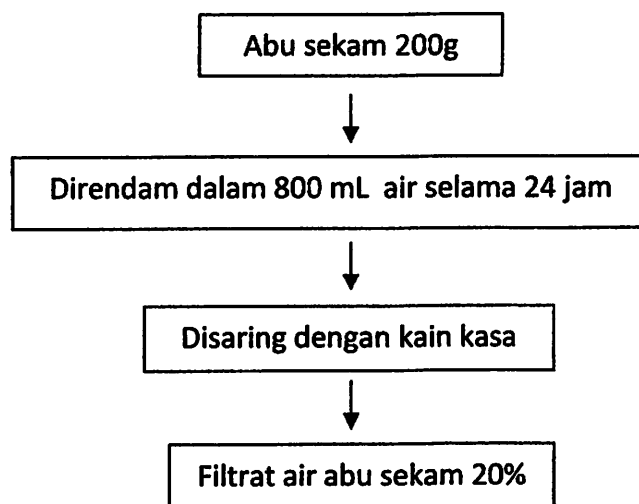 Abu sekam 200g
Direndam dalam 800 mL air selama 24 jam
Disaring dengan kain kasa
Filtrat air abu sekam 20%